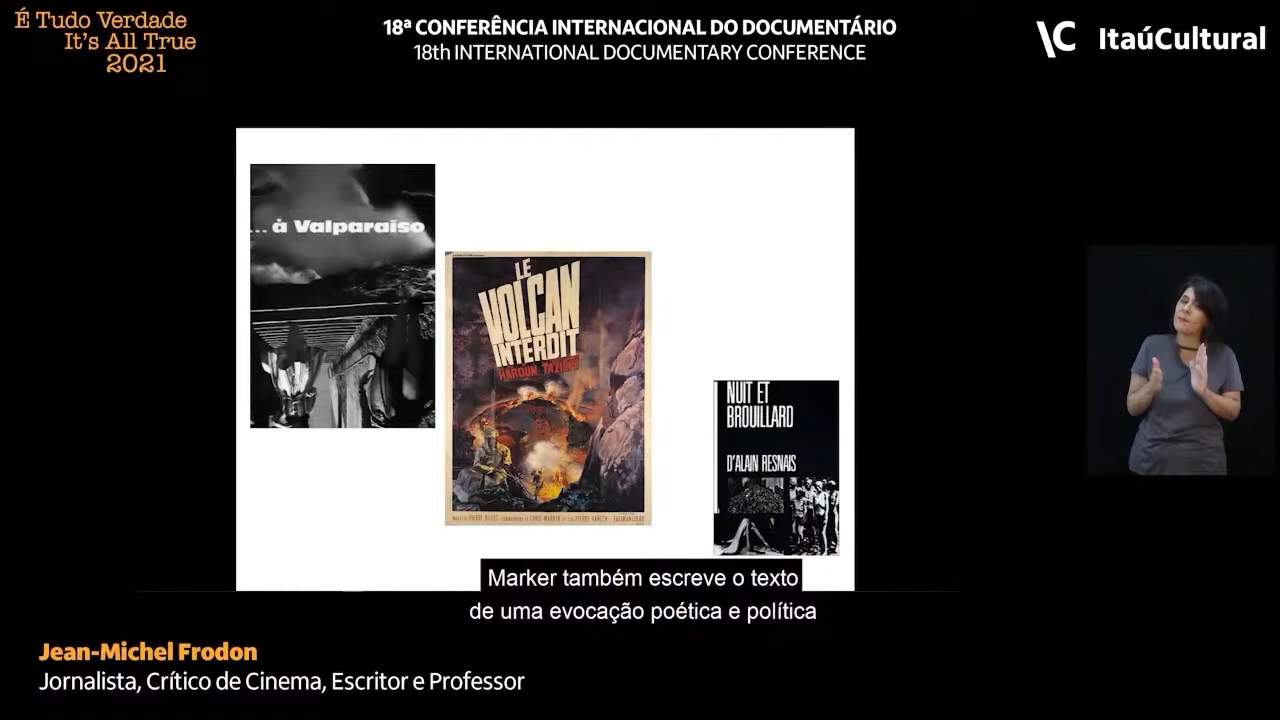 É Tudo Verdade
It's All True
2021
18ª CONFERÊNCIA INTERNACIONAL DO DOCUMENTÁRIO
18th INTERNATIONAL DOCUMENTARY CONFERENCE
ItaúCultural
...à Valparaiso
LE
VOLCAN
INTERDIT
HAROUN TAZIEFF
NUIT ET
BROUILLARD
D'ALAIN RESNAIS
Marker também escreve o texto
de uma evocação poética e política
Jean-Michel Frodon
Jornalista, Crítico de Cinema, Escritor e Professor